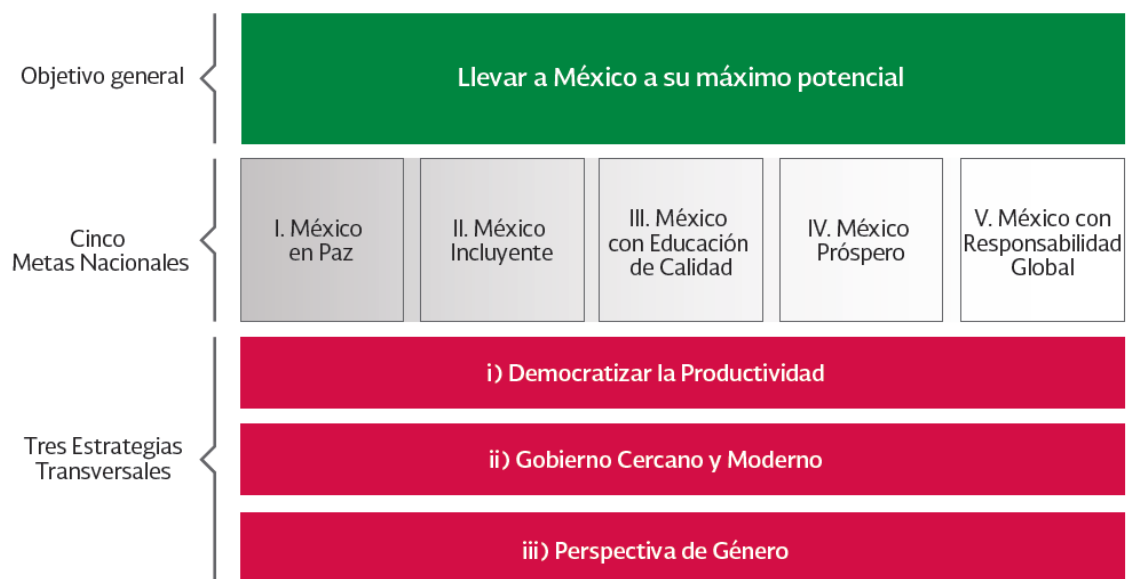 Objetivo general
Llevar a México a su máximo potencial
Cinco
Metas Nacionales
I. México
en Paz
II. México
Incluyente
III. México
con Educación
de Calidad
IV. México
Próspero
V. México con
Responsabilidad
Global
Tres Estrategias
Transversales
i) Democratizar la Productividad
ii) Gobierno Cercano y Moderno
iii) Perspectiva de Género